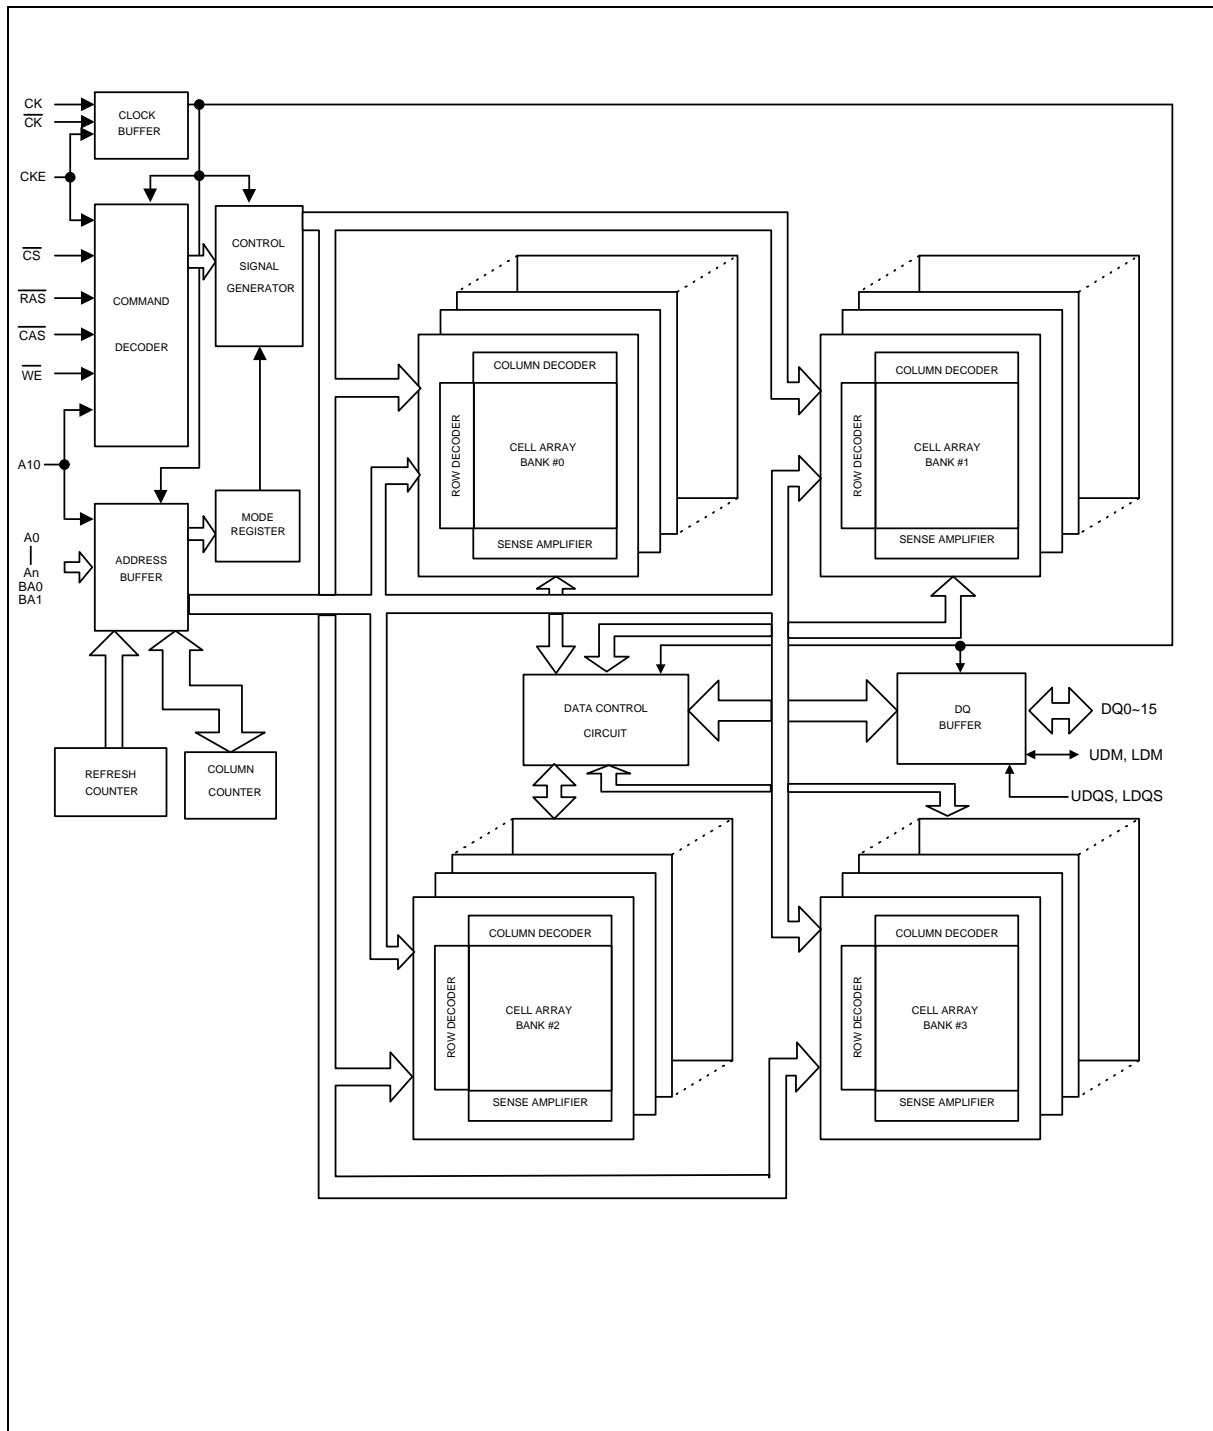 CK
CK
CLOCK
BUFFER
CKE
CS
RAS
CAS
WE
COMMAND
DECODER
CONTROL
SIGNAL
GENERATOR
A10
A0
An
BA0
BA1
ADDRESS
BUFFER
MODE
REGISTER
REFRESH
COUNTER
COLUMN
COUNTER
COLUMN DECODER
ROW DECODER
CELL ARRAY
BANK #0
SENSE AMPLIFIER
COLUMN DECODER
ROW DECODER
CELL ARRAY
BANK #1
SENSE AMPLIFIER
DATA CONTROL
CIRCUIT
DQ
BUFFER
DQ0~15
UDM, LDM
UDQS, LDQS
COLUMN DECODER
ROW DECODER
CELL ARRAY
BANK #2
SENSE AMPLIFIER
COLUMN DECODER
ROW DECODER
CELL ARRAY
BANK #3
SENSE AMPLIFIER